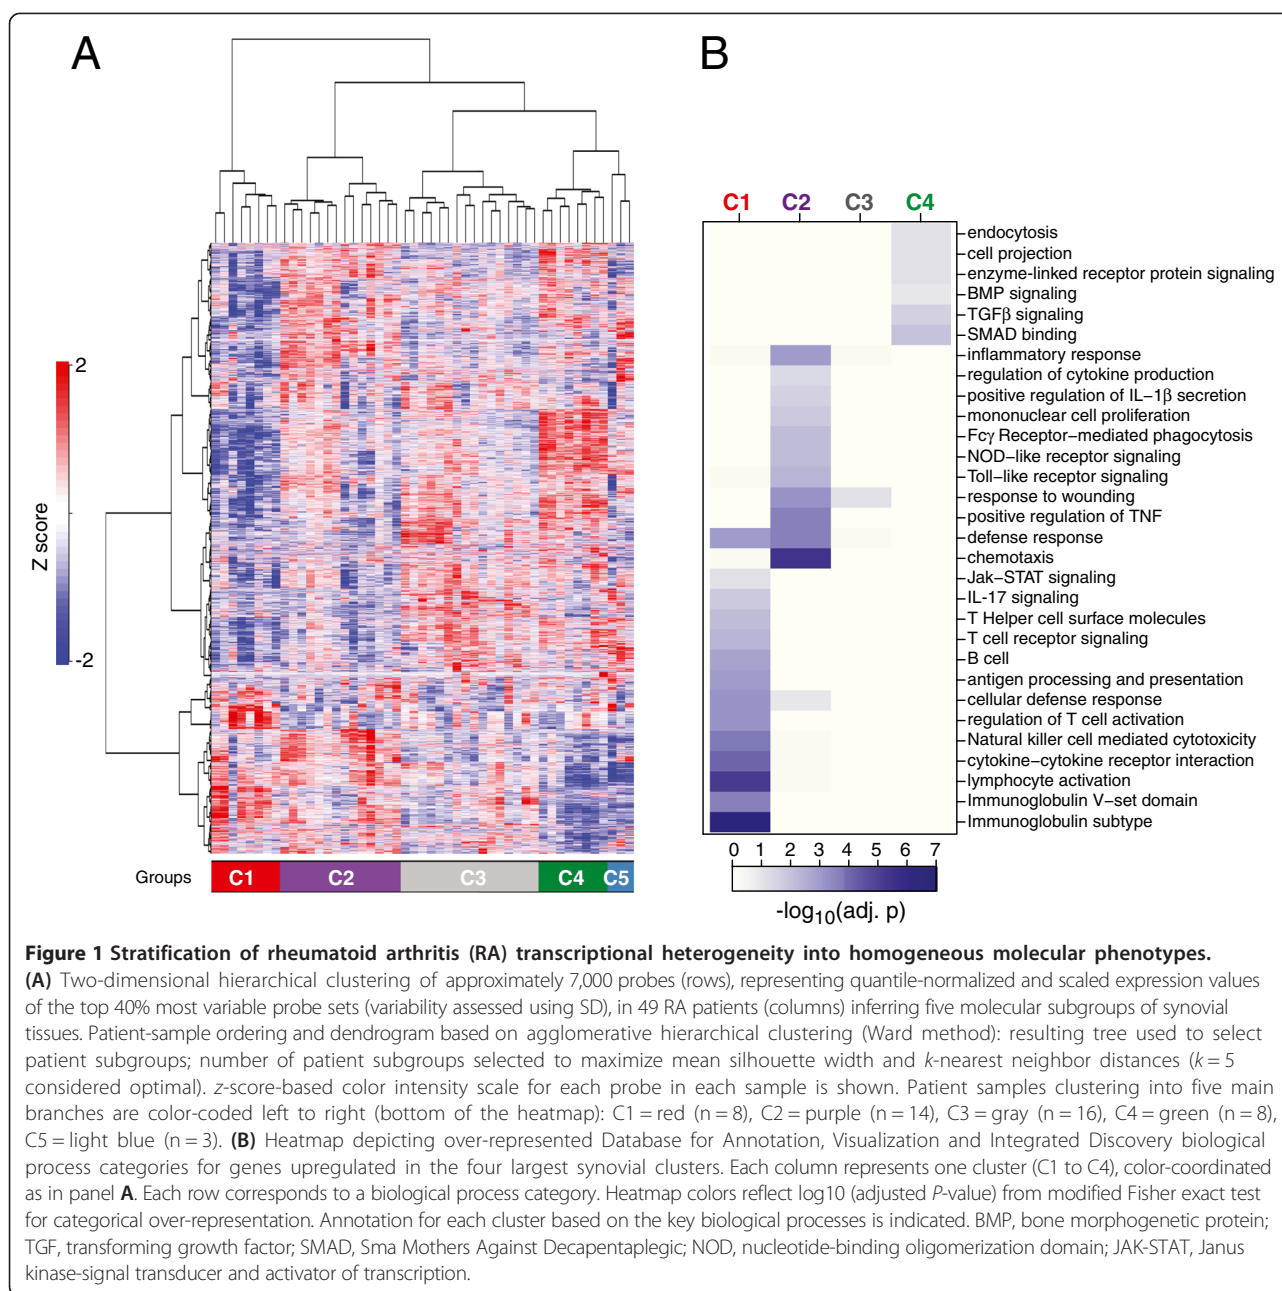 A
B
C1 C2 C3 C4
endocytosis
cell projection
enzyme-linked receptor protein signaling
BMP signaling
TGFβ signaling
SMAD binding
inflammatory response
regulation of cytokine production
positive regulation of IL−1β secretion
mononuclear cell proliferation
Fcγ Receptor−mediated phagocytosis
NOD−like receptor signaling
Toll−like receptor signaling
response to wounding
positive regulation of TNF
defense response
chemotaxis
Jak−STAT signaling
IL-17 signaling
T Helper cell surface molecules
T cell receptor signaling
B cell
antigen processing and presentation
cellular defense response
regulation of T cell activation
Natural killer cell mediated cytotoxicity
cytokine−cytokine receptor interaction
lymphocyte activation
Immunoglobulin V−set domain
Immunoglobulin subtype
2
Z score
-2
Groups C1 C2 C3 C4 C5
0 1 2 3 4 5 6 7
-log10(adj. p)
Figure 1 Stratification of rheumatoid arthritis (RA) transcriptional heterogeneity into homogeneous molecular phenotypes.
(A) Two-dimensional hierarchical clustering of approximately 7,000 probes (rows), representing quantile-normalized and scaled expression values
of the top 40% most variable probe sets (variability assessed using SD), in 49 RA patients (columns) inferring five molecular subgroups of synovial
tissues. Patient-sample ordering and dendrogram based on agglomerative hierarchical clustering (Ward method): resulting tree used to select
patient subgroups; number of patient subgroups selected to maximize mean silhouette width and k-nearest neighbor distances (k = 5
considered optimal). z-score-based color intensity scale for each probe in each sample is shown. Patient samples clustering into five main
branches are color-coded left to right (bottom of the heatmap): C1 = red (n = 8), C2 = purple (n = 14), C3 = gray (n = 16), C4 = green (n = 8),
C5 = light blue (n = 3). (B) Heatmap depicting over-represented Database for Annotation, Visualization and Integrated Discovery biological
process categories for genes upregulated in the four largest synovial clusters. Each column represents one cluster (C1 to C4), color-coordinated
as in panel A. Each row corresponds to a biological process category. Heatmap colors reflect log10 (adjusted P-value) from modified Fisher exact test
for categorical over-representation. Annotation for each cluster based on the key biological processes is indicated. BMP, bone morphogenetic protein;
TGF, transforming growth factor; SMAD, Sma Mothers Against Decapentaplegic; NOD, nucleotide-binding oligomerization domain; JAK-STAT, Janus
kinase-signal transducer and activator of transcription.